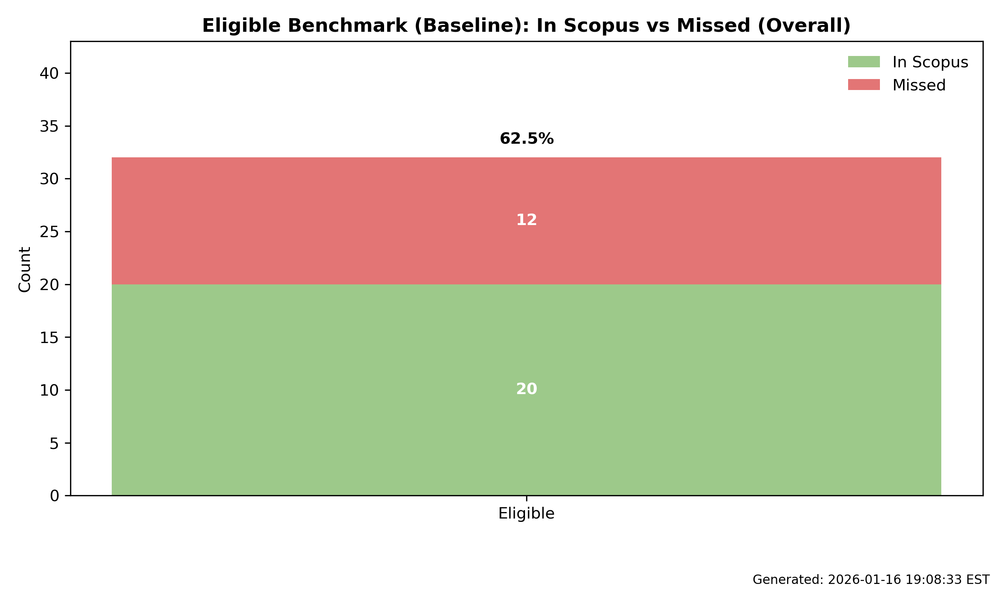 Eligible Benchmark (Baseline): In Scopus vs Missed (Overall)
In Scopus
Missed
40
35
30
25
20
15
10
5
0
Count
62.5%
12
20
Eligible
Generated: 2026-01-16 19:08:33 EST